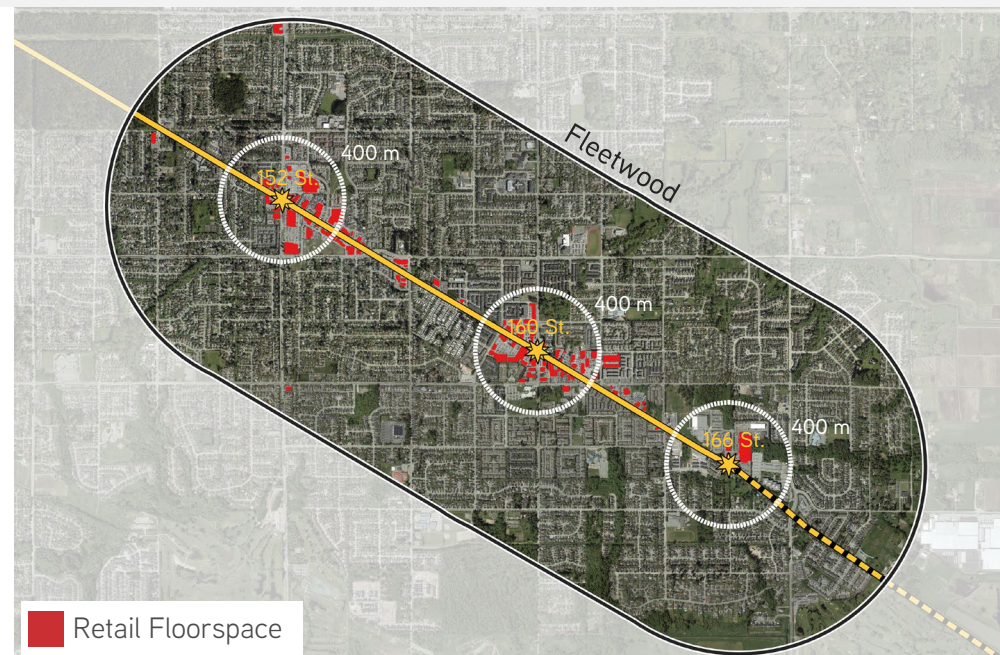 Fleetwood
400 m
152 St.
400 m
160 St.
400 m
166 St.
Retail Floorspace